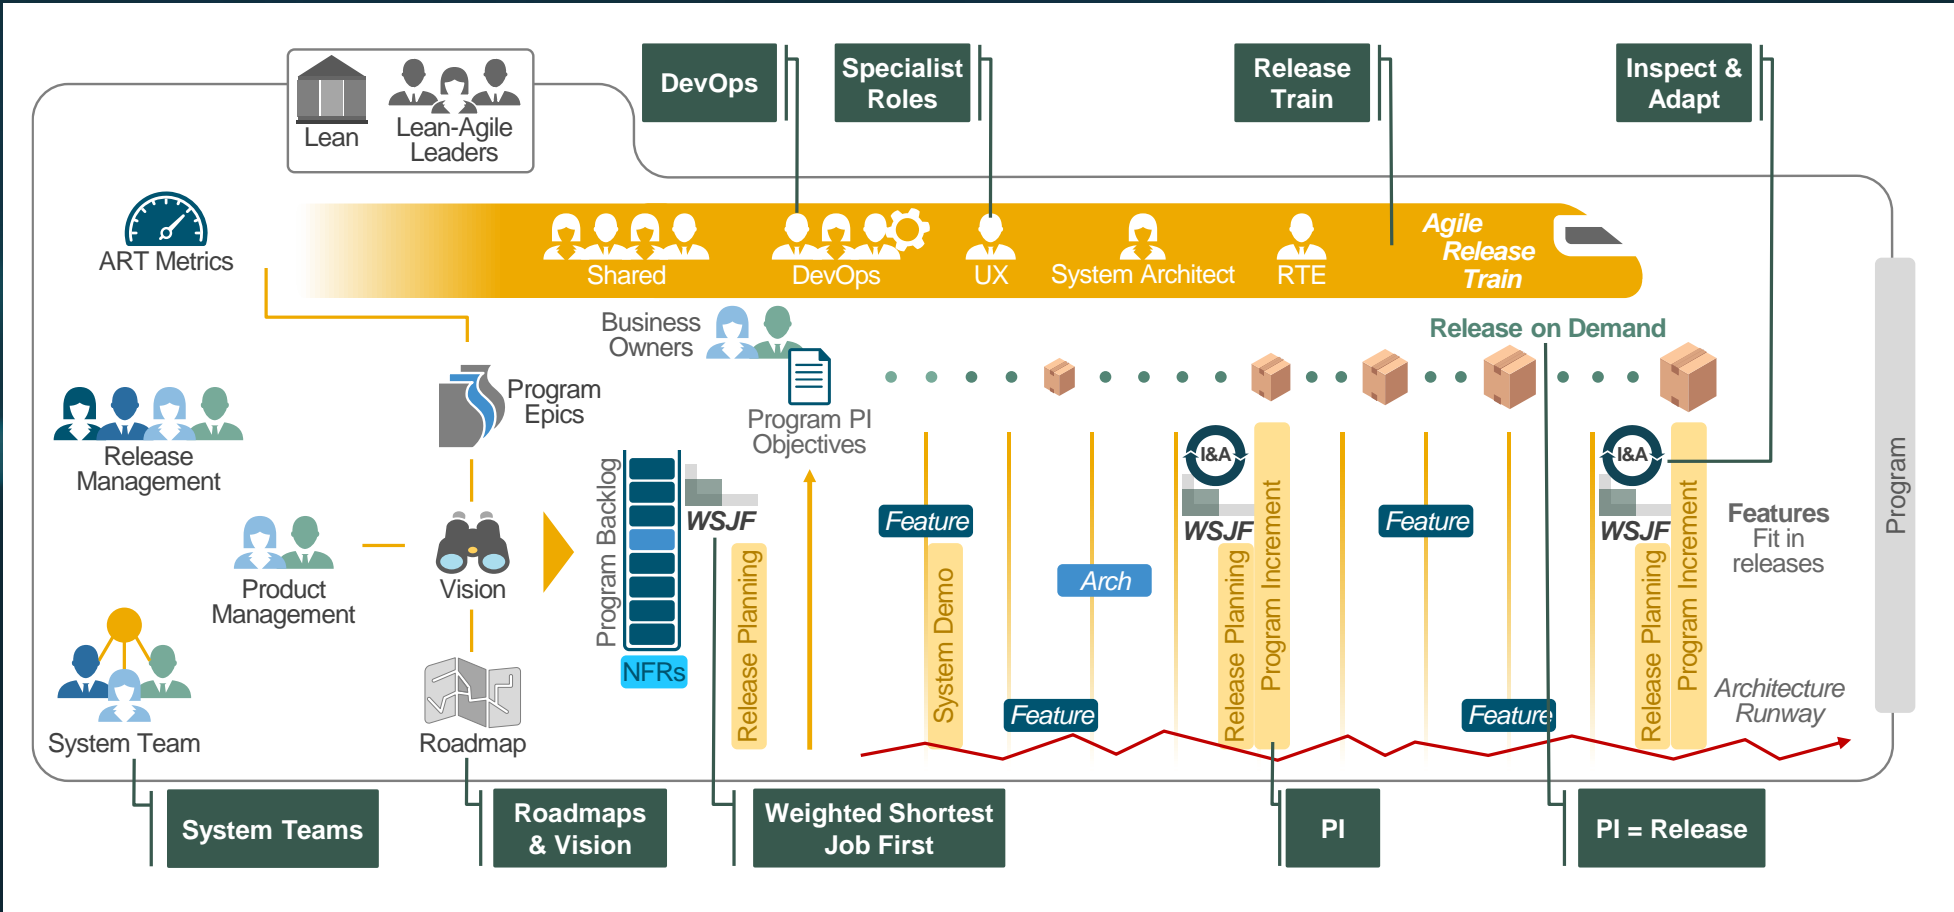 DevOps
Specialist
Roles
Release
Train
Inspect &
Adapt
Lean
Lean-Agile
Leaders
ART Metrics
Shared
DevOps
UX
System Architect
RTE
Agile
Release
Train
Business
Owners
Release on Demand
Program
Epics
Program PI
Objectives
Release
Management
Program Backlog
WSJF
I&A
WSJF
I&A
WSJF
Feature
Feature
Features
Fit in
releases
Program
Product
Management
Vision
Release Planning
System Demo
Arch
Release Planning
Program Increment
Release Planning
Program Increment
NFRs
Feature
Feature
Architecture
Runway
System Team
Roadmap
System Teams
Roadmaps
& Vision
Weighted Shortest
Job First
PI
PI = Release